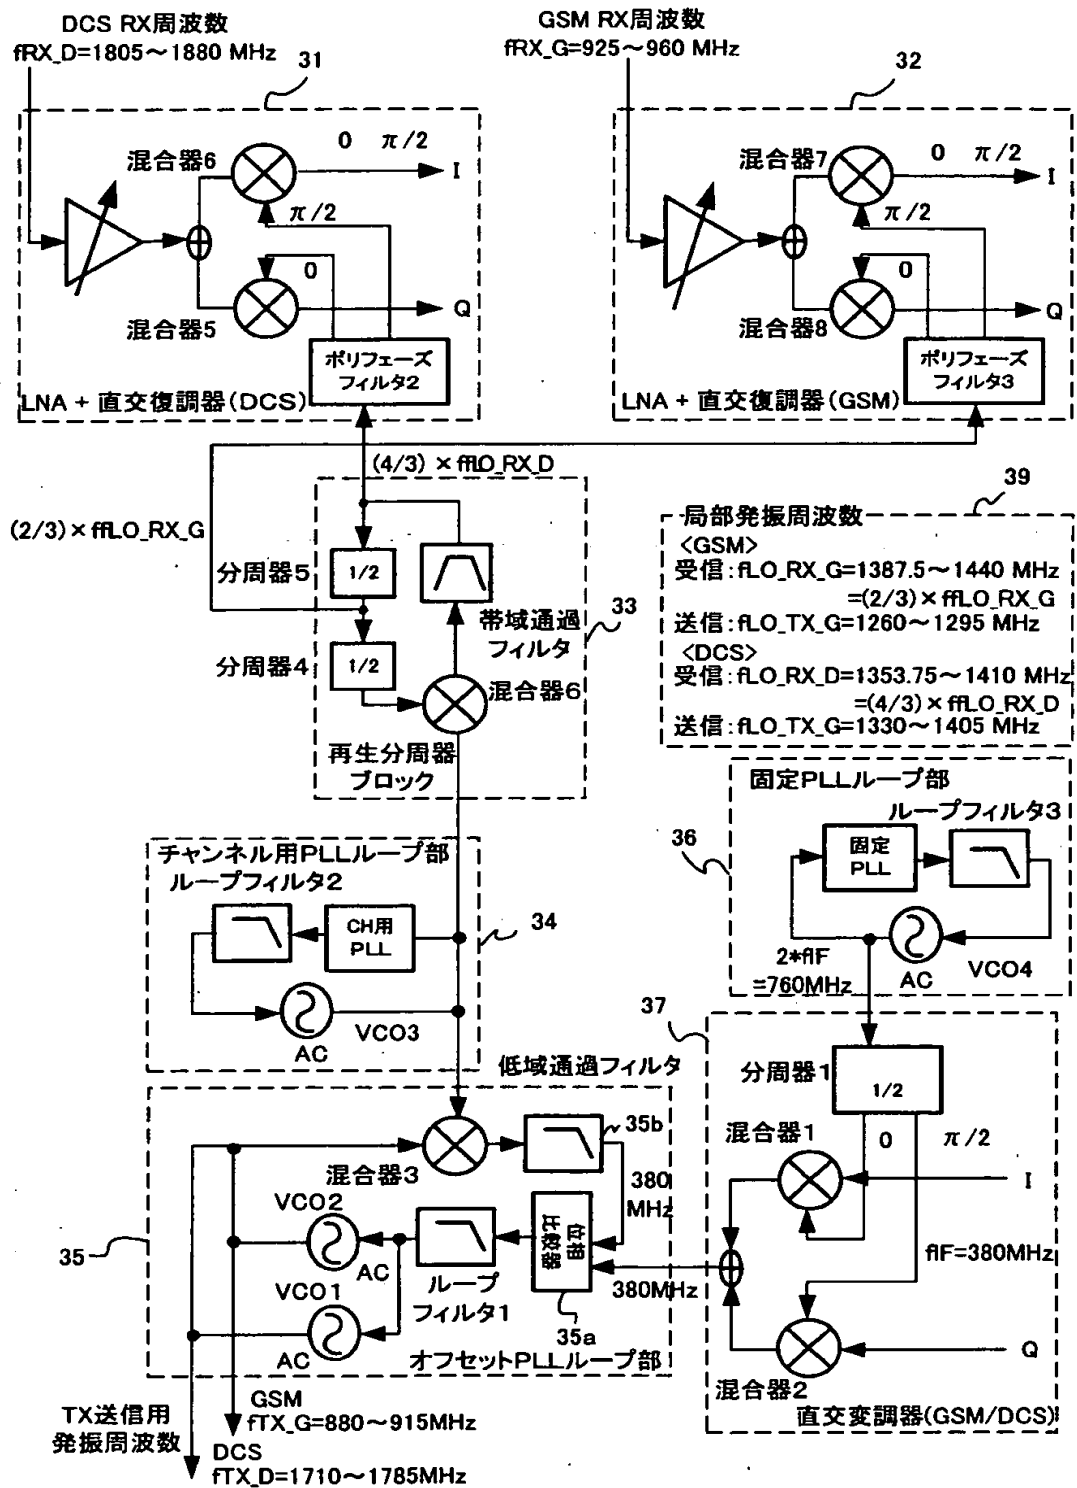 DCS RX周波数
fRX_D=1805～1880 MHz
31
混合器6
0 π/2
I
π/2
0
混合器5
Q
ポリフェーズ
フィルタ2
LNA + 直交復調器(DCS)
GSM RX周波数
fRX_G=925～960 MHz
32
混合器7
0 π/2
I
π/2
0
混合器8
Q
ポリフェーズ
フィルタ3
LNA + 直交復調器(GSM)
(4/3) × ffLO_RX_D
(2/3) × ffLO_RX_G
分周器5
1/2
帯域通過
フィルタ
33
分周器4
1/2
混合器6
再生分周器
ブロック
39
局部発振周波数
<GSM>
受信:fLO_RX_G=1387.5～1440 MHz
=(2/3)×ffLO_RX_G
送信:fLO_TX_G=1260～1295 MHz
<DCS>
受信:fLO_RX_D=1353.75～1410 MHz
=(4/3)×ffLO_RX_D
送信:fLO_TX_G=1330～1405 MHz
チャンネル用PLLループ部
ループフィルタ2
CH用
PLL
34
AC
VCO3
固定PLLループ部
ループフィルタ3
36
固定
PLL
2*fIF
=760MHz
AC
VCO4
37
分周器1
1/2
混合器1
0
π/2
I
fIF=380MHz
Q
混合器2
直交変調器(GSM/DCS)
低域通過フィルタ
35b
混合器3
380
MHz
VCO2
AC
位相
比較器
380MHz
35
VCO1
AC
ループ
フィルタ1
35a
オフセットPLLループ部
TX送信用
発振周波数
GSM
fTX_G=880～915MHz
DCS
fTX_D=1710～1785MHz